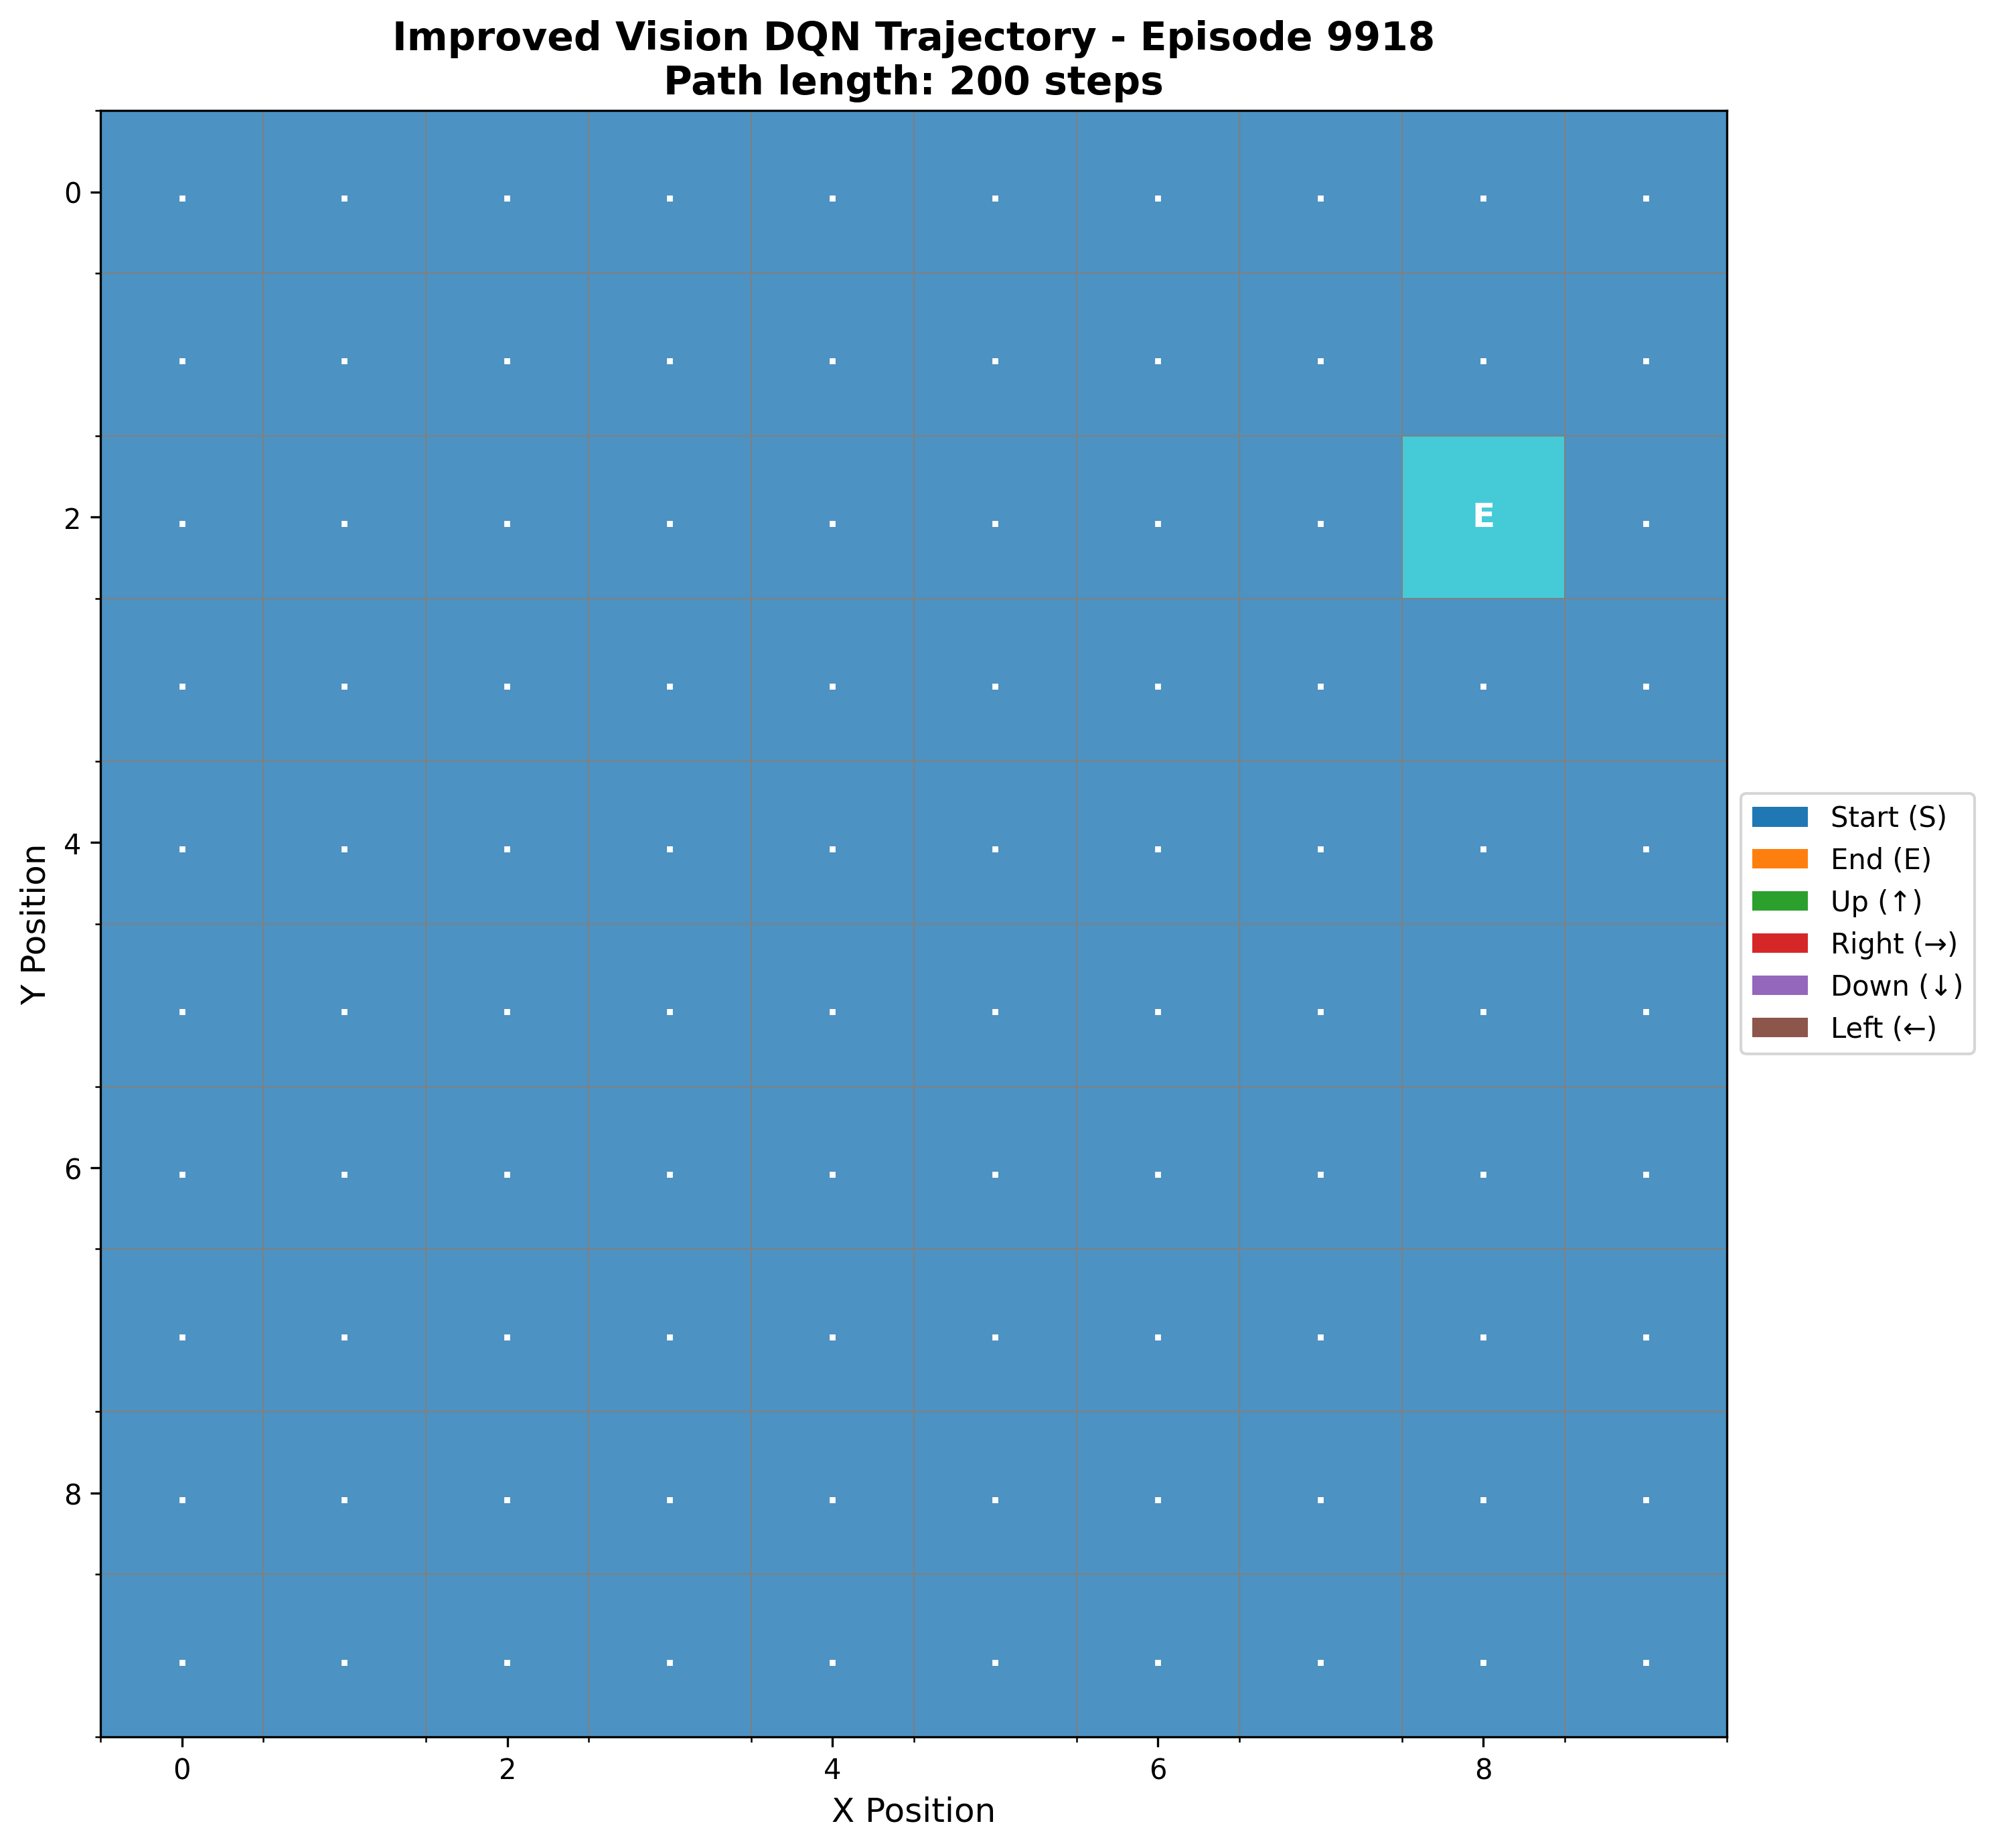 Improved Vision DQN Trajectory - Episode 9918
Path length: 200 steps
0
. . . . . . . . . .
. . . . . . . . . .
2
. . . . . . . . E .
. . . . . . . . . .
4
. . . . . . . . . .
. . . . . . . . . .
6
. . . . . . . . . .
. . . . . . . . . .
8
. . . . . . . . . .
. . . . . . . . . .
0 2 4 6 8
X Position
Y Position
Start (S)
End (E)
Up (↑)
Right (→)
Down (↓)
Left (←)